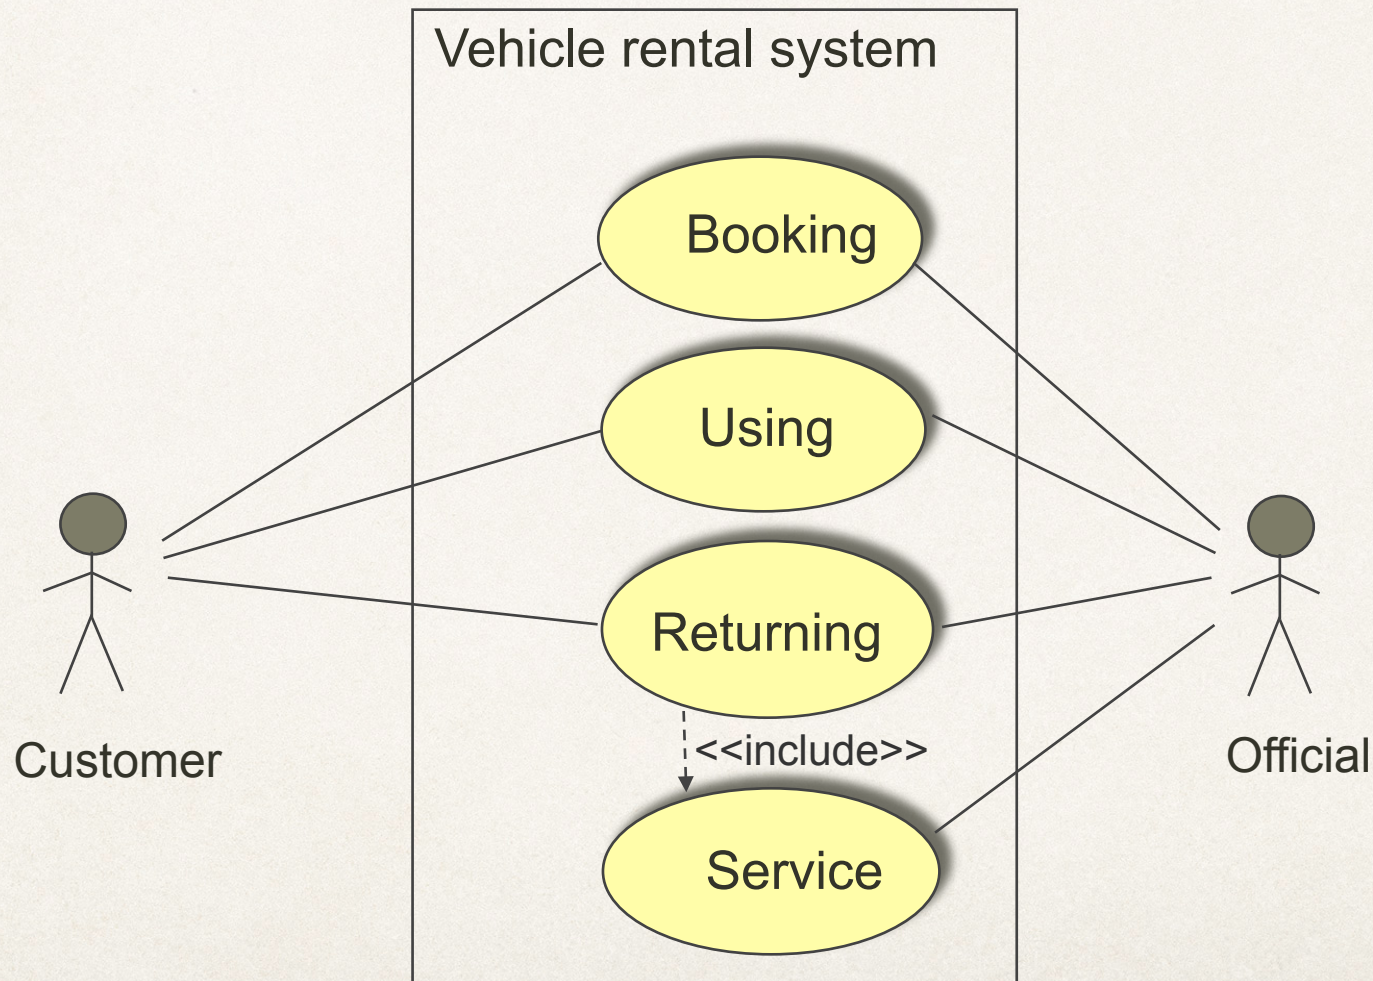 Vehicle rental system
Booking
Using
Returning
<<include>>
Customer
Official
Service